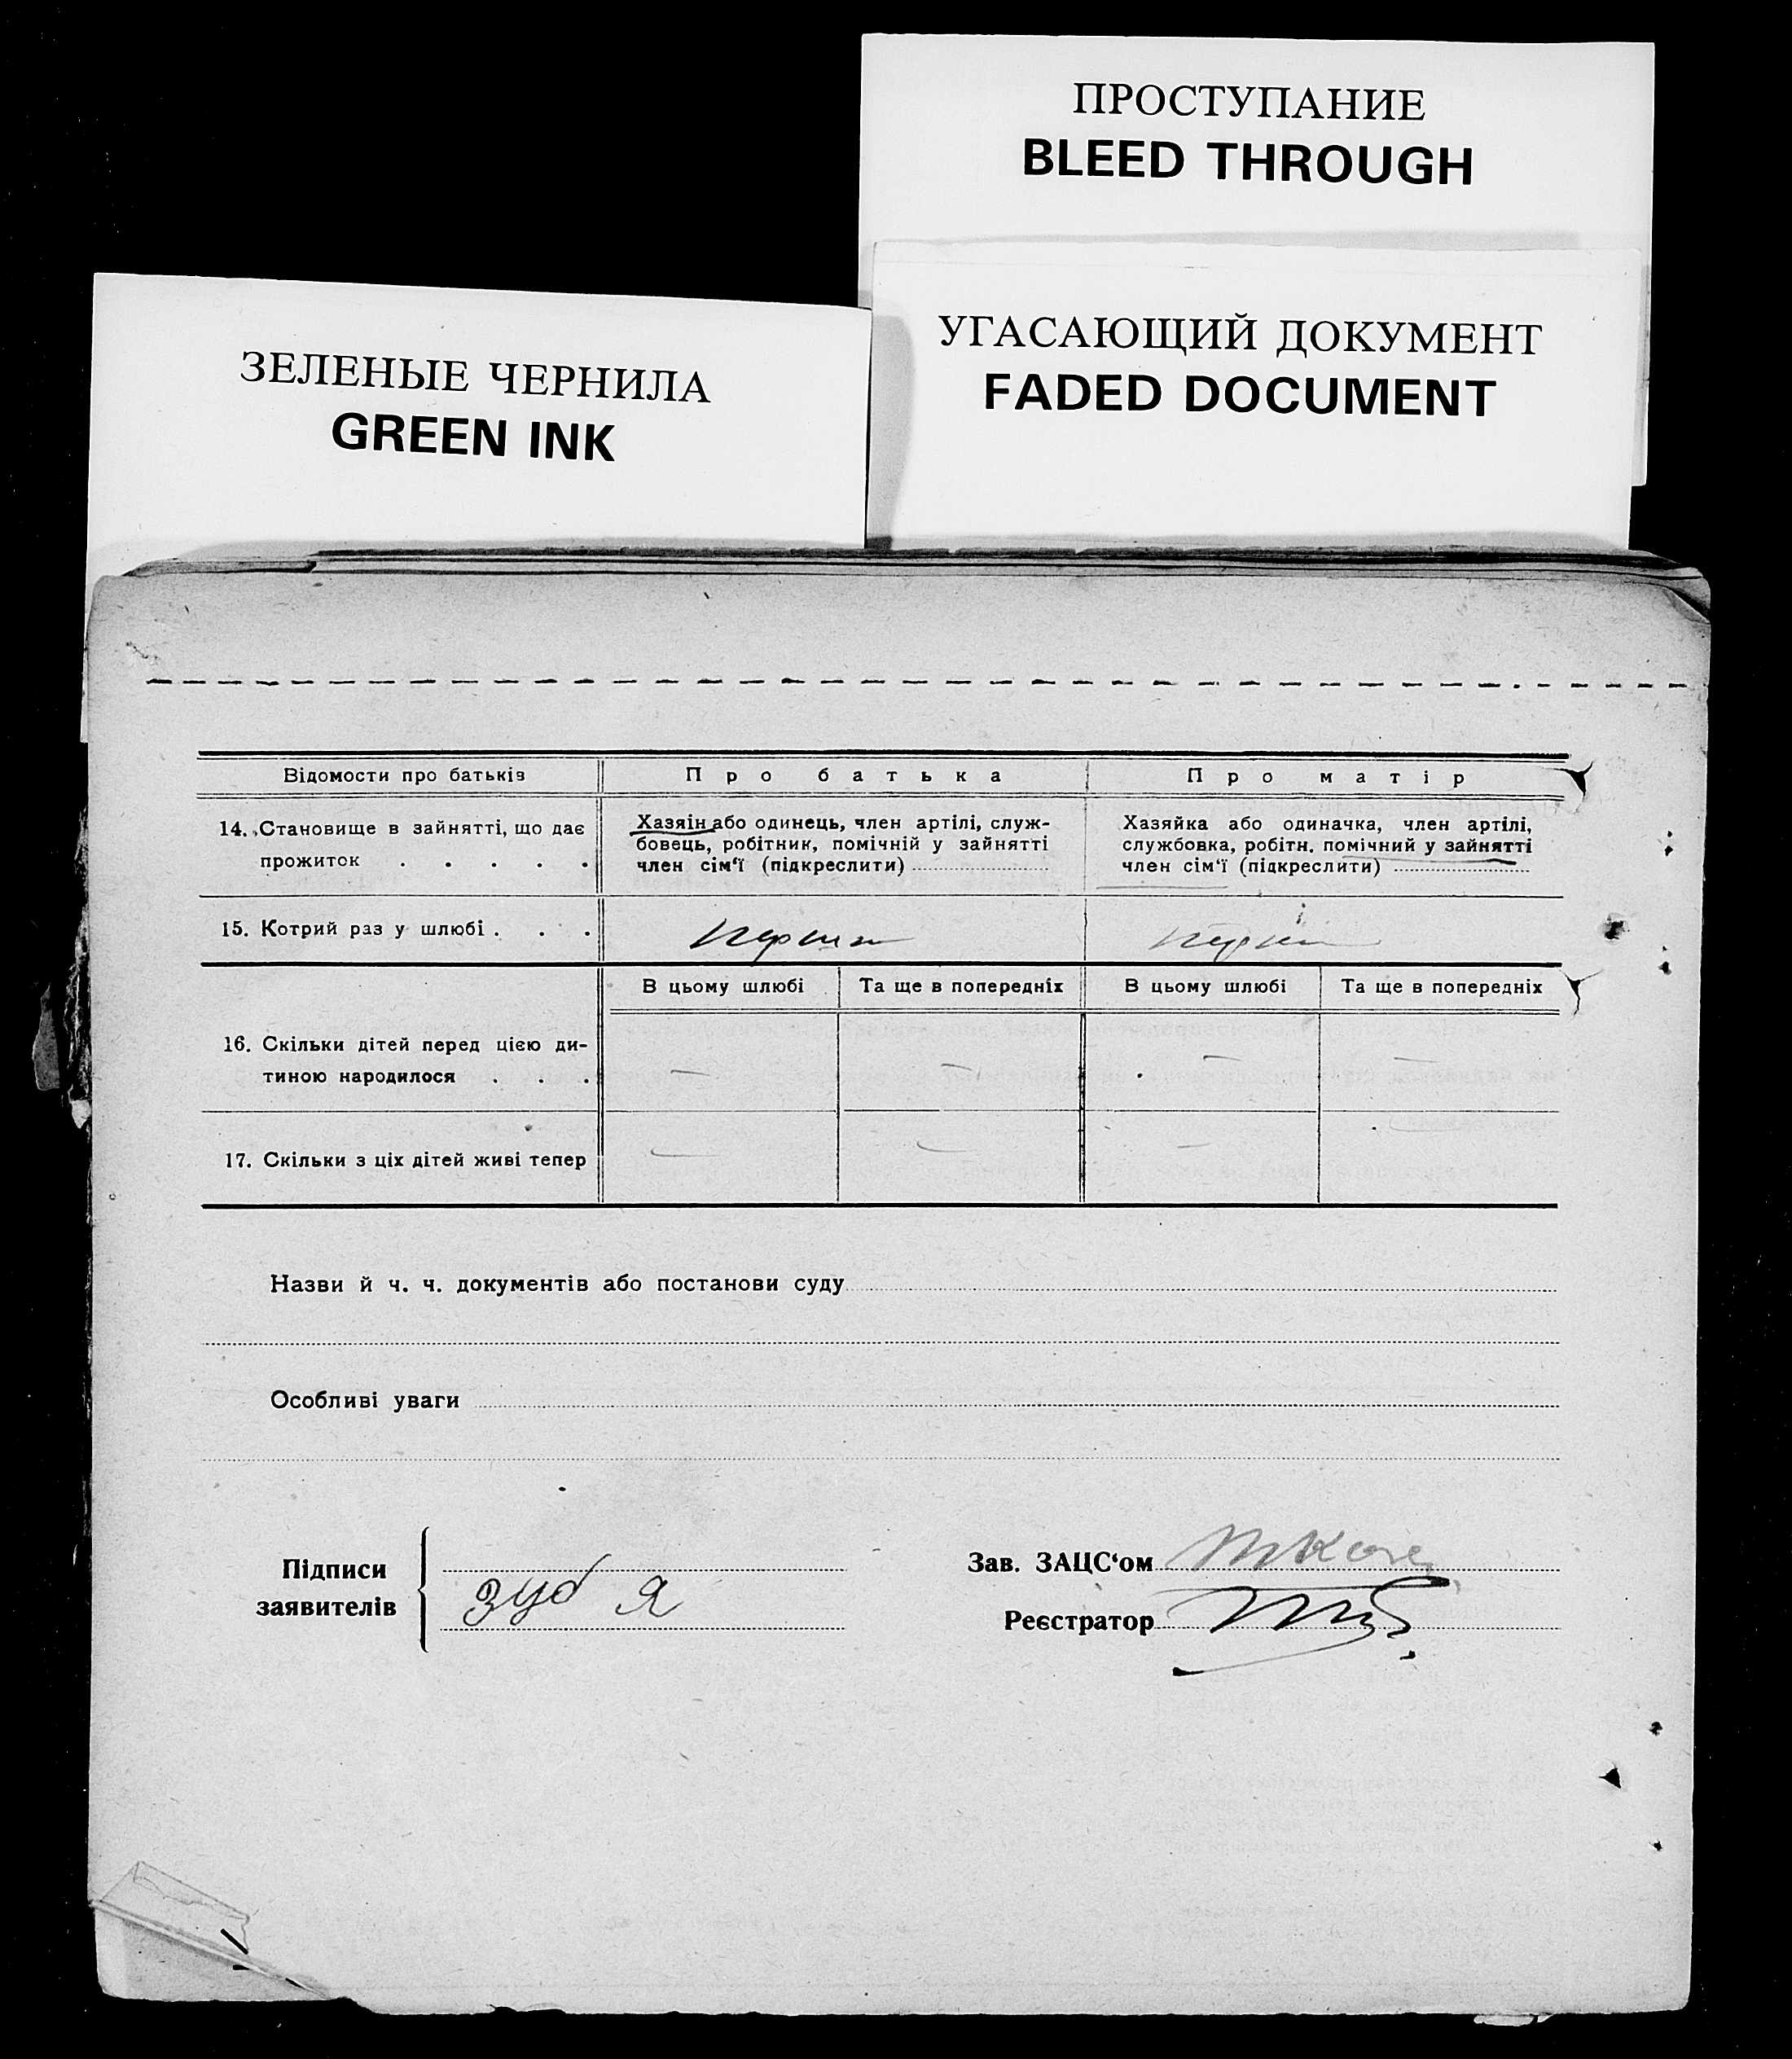 ПРОСТУПАНИЕ
BLEED THROUGH
УГАСАЮЩИЙ ДОКУМЕНТ
FADED DOCUMENT
ЗЕЛЕНЫЕ ЧЕРНИЛА
GREEN INK
Відомости про батьків
Про батька
Про матір
14. Становище в зайнятті, що дає
прожиток . . . . .
Хазяін або одинець, член артілі, служ-
бовець, робітник, помічній у зайнятті
член сім‘ї (підкреслити)
Хазяйка або одиначка, член артілі,
службовка, робітн. помічний у зайнятті
член сім‘ї (підкреслити)
15. Котрий раз у шлюбі . . .
В цьому шлюбі
Та ще в попередніх
В цьому шлюбі
Та ще в попередніх
16. Скільки дітей перед цією ди-
тиною народилося . . .
— — — —
17. Скільки з ціх дітей живі тепер
— — —
Назви й ч. ч. документів або постанови суду
Особливі уваги
Підписи
заявителів
Зуб Я
Зав. ЗАЦС‘ом
Реєстратор